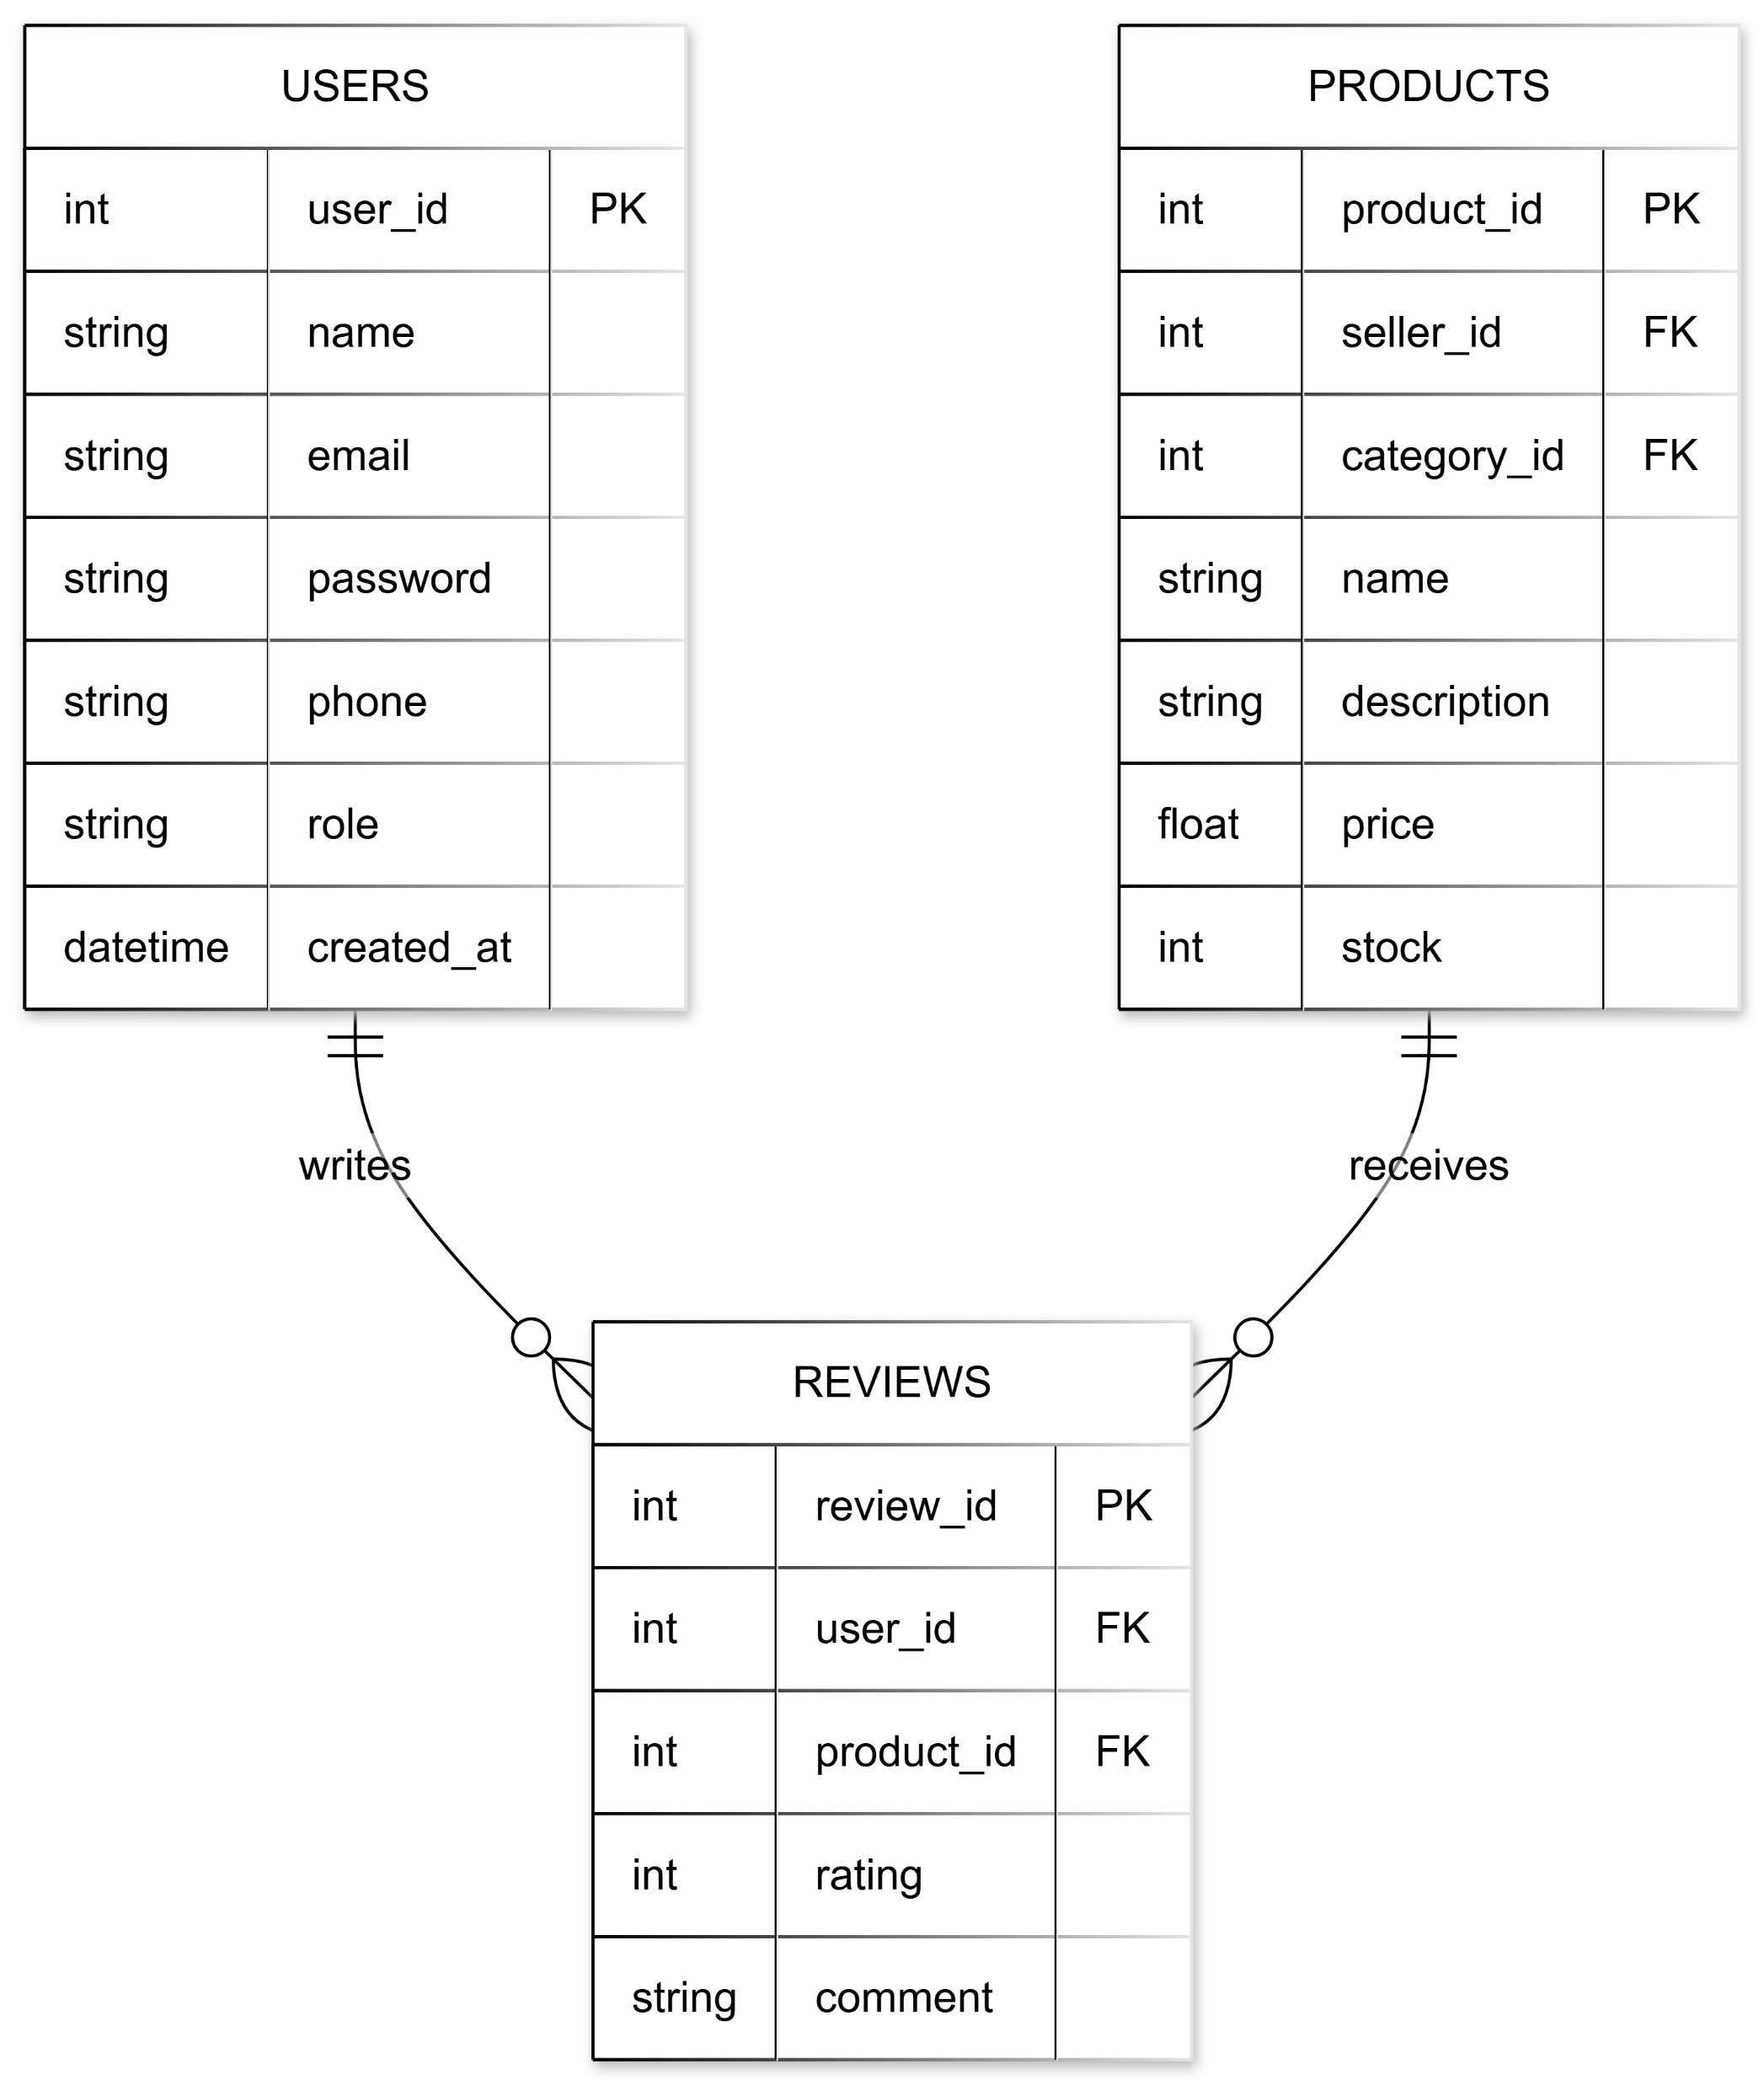 USERS
int user_id PK
string name
string email
string password
string phone
string role
datetime created_at
PRODUCTS
int product_id PK
int seller_id FK
int category_id FK
string name
string description
float price
int stock
writes
receives
REVIEWS
int review_id PK
int user_id FK
int product_id FK
int rating
string comment